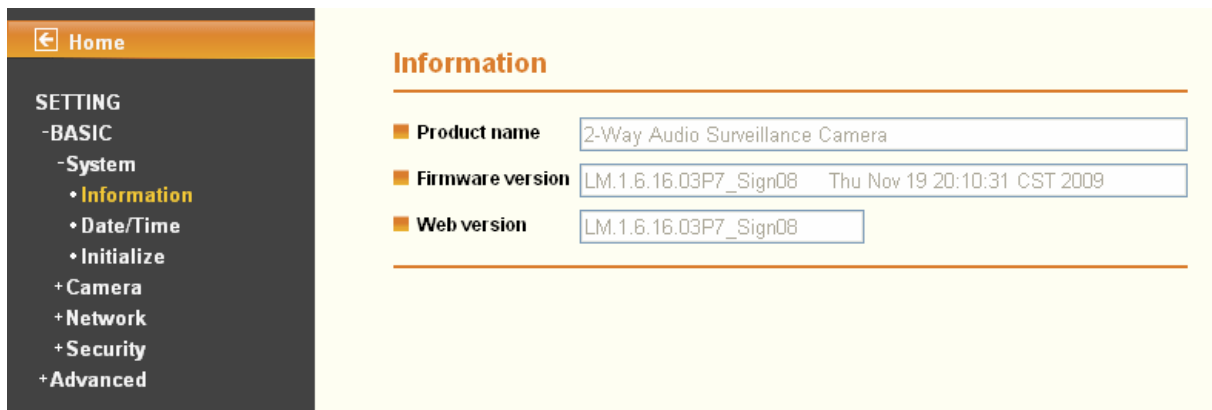 Home
SETTING
-BASIC
-System
•Information
•Date/Time
•Initialize
+Camera
+Network
+Security
+Advanced
Information
Product name 2-Way Audio Surveillance Camera
Firmware version LM.1.6.16.03P7_Sign08 Thu Nov 19 20:10:31 CST 2009
Web version LM.1.6.16.03P7_Sign08